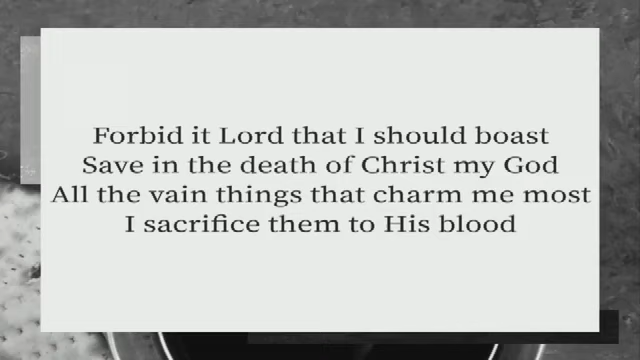 Forbid it Lord that I should boast
Save in the death of Christ my God
All the vain things that charm me most
I sacrifice them to His blood